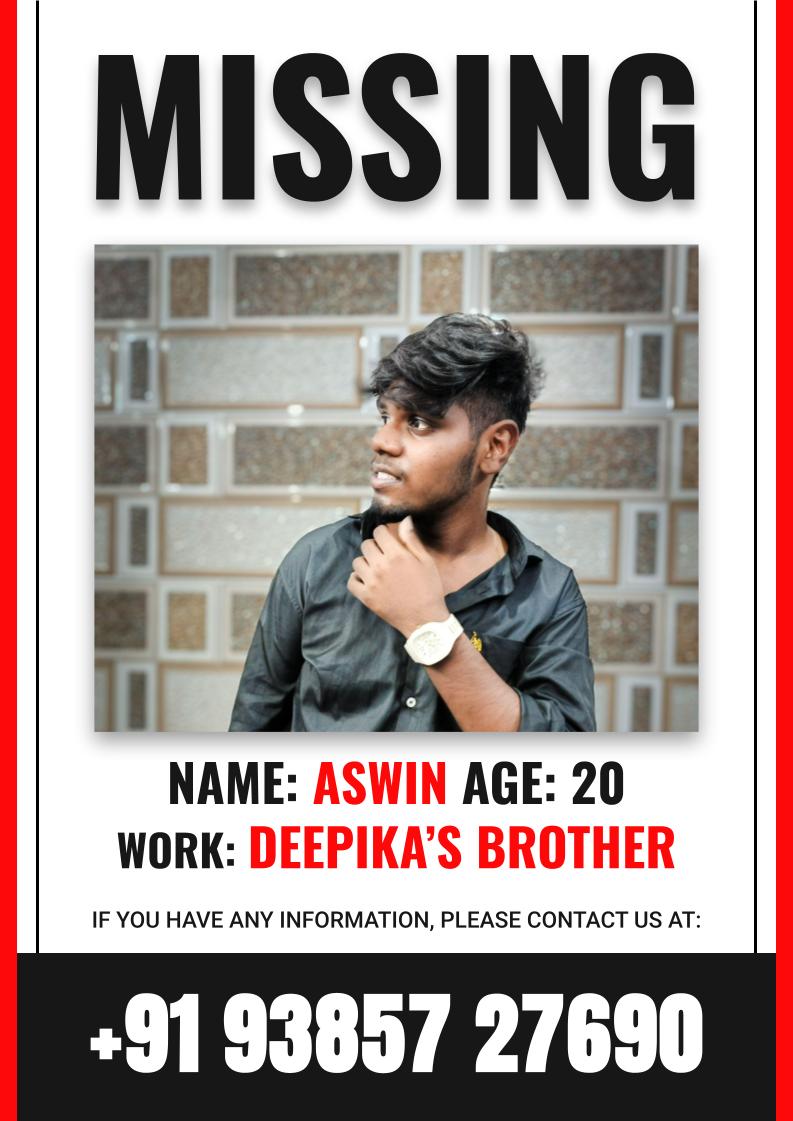 MISSING
NAME: ASWIN AGE: 20
WORK: DEEPIKA’S BROTHER
IF YOU HAVE ANY INFORMATION, PLEASE CONTACT US AT:
+91 93857 27690